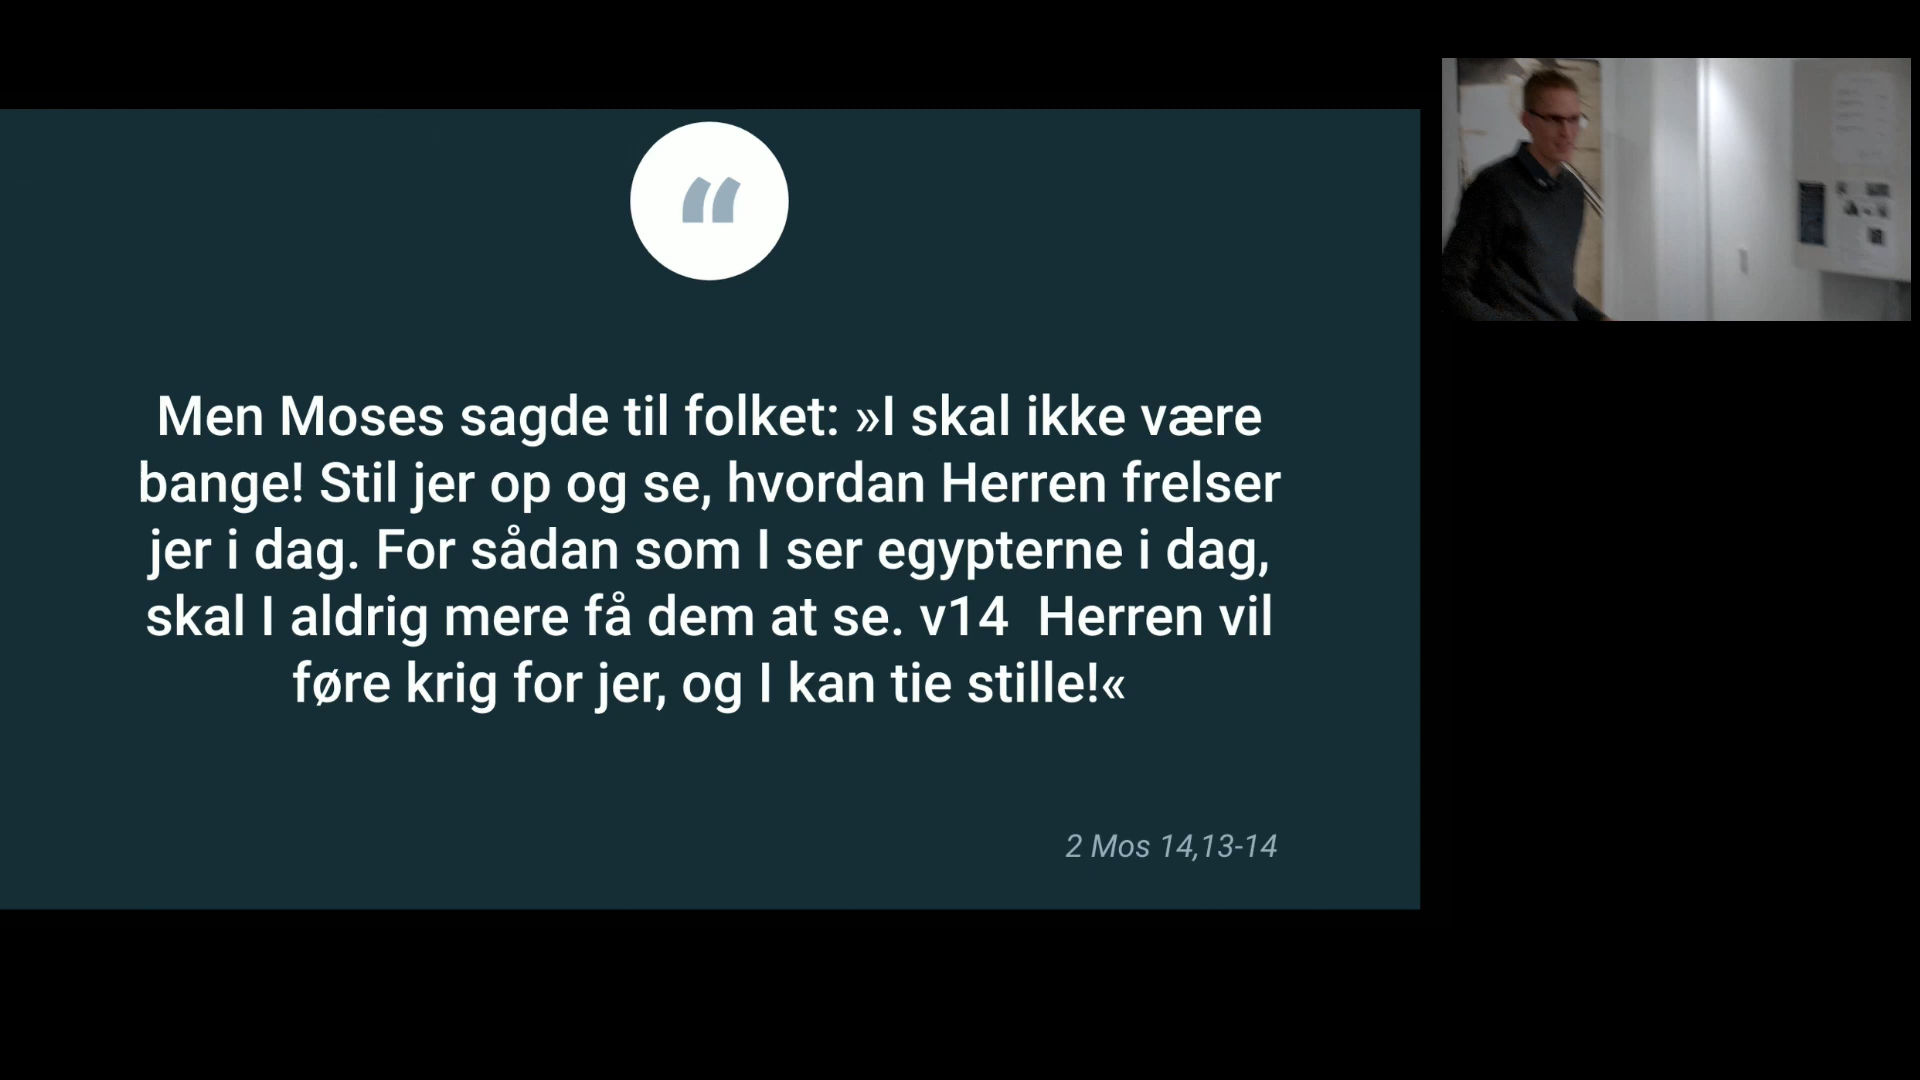 “
Men Moses sagde til folket: »I skal ikke være
bange! Stil jer op og se, hvordan Herren frelser
jer i dag. For sådan som I ser egypterne i dag,
skal I aldrig mere få dem at se. v14  Herren vil
føre krig for jer, og I kan tie stille!«
2 Mos 14,13-14